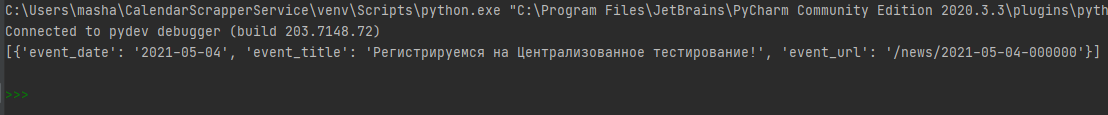 C:\Users\masha\CalendarScrapperService\venv\Scripts\python.exe "C:\Program Files\JetBrains\PyCharm Community Edition 2020.3.3\plugins\pyth
Connected to pydev debugger (build 203.7148.72)
[{'event_date': '2021-05-04', 'event_title': 'Регистрируемся на Централизованное тестирование!', 'event_url': '/news/2021-05-04-000000'}]
>>>